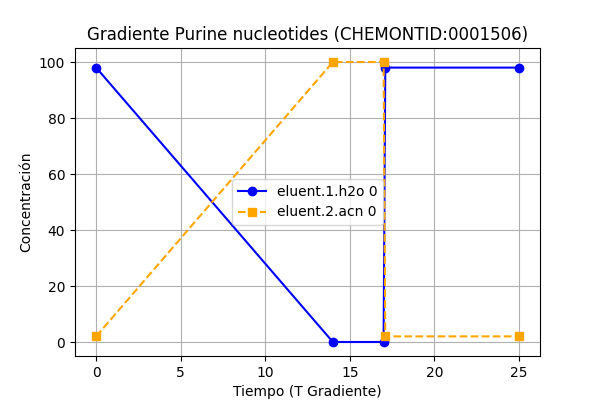 Gradiente Purine nucleotides (CHEMONTID:0001506)
100
80
60
40
20
0
Concentración
eluent.1.h2o 0
eluent.2.acn 0
0 5 10 15 20 25
Tiempo (T Gradiente)